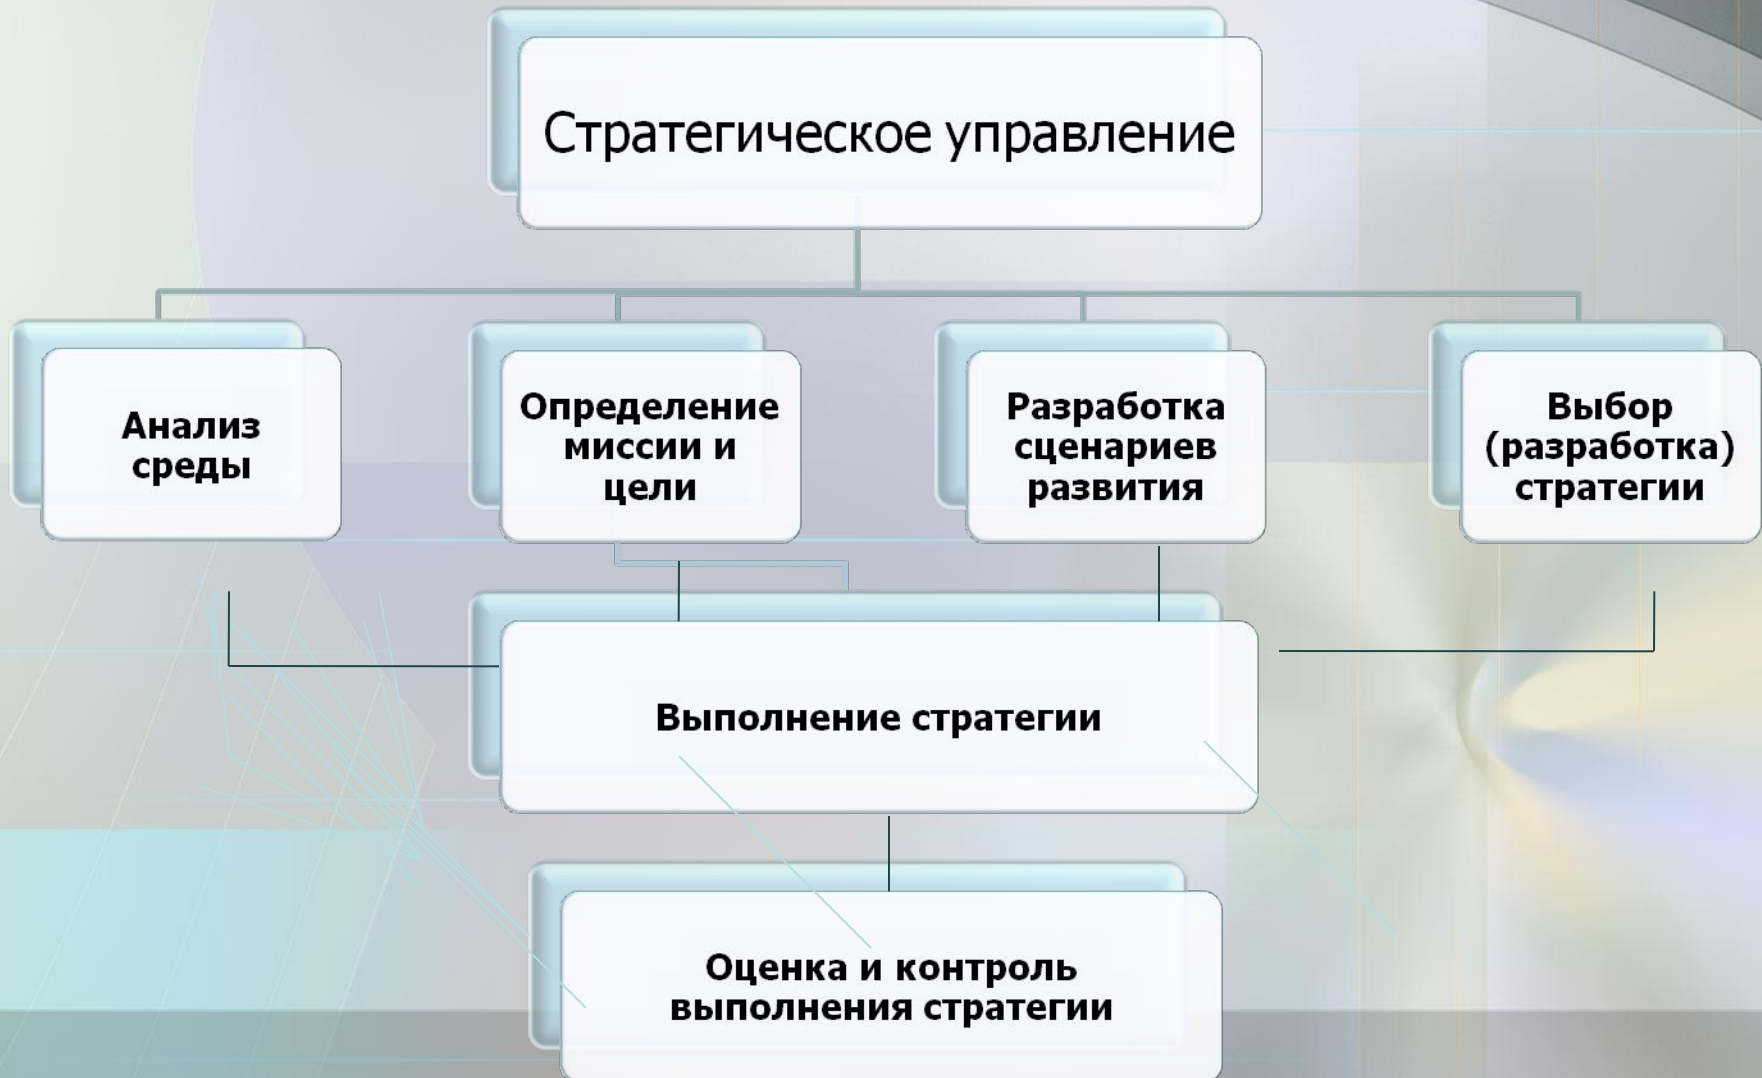 Стратегическое управление
Анализ
среды
Определение
миссии и
цели
Разработка
сценариев
развития
Выбор
(разработка)
стратегии
Выполнение стратегии
Оценка и контроль
выполнения стратегии